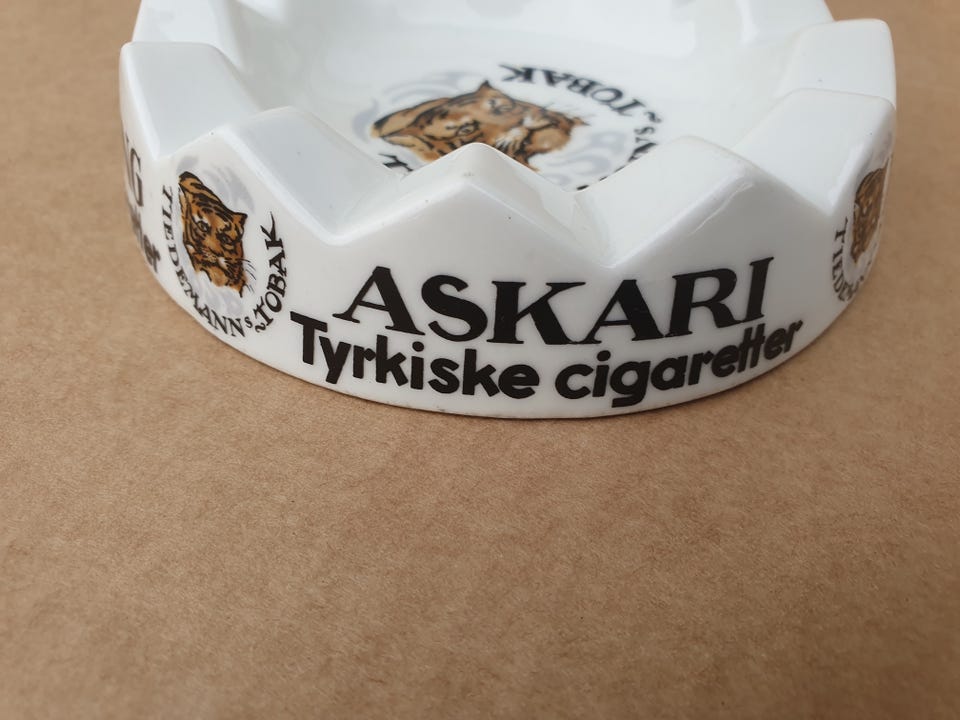 TIEDEMANNs
TOBAK
ASKARI
Tyrkiske cigaretter
TOBAK